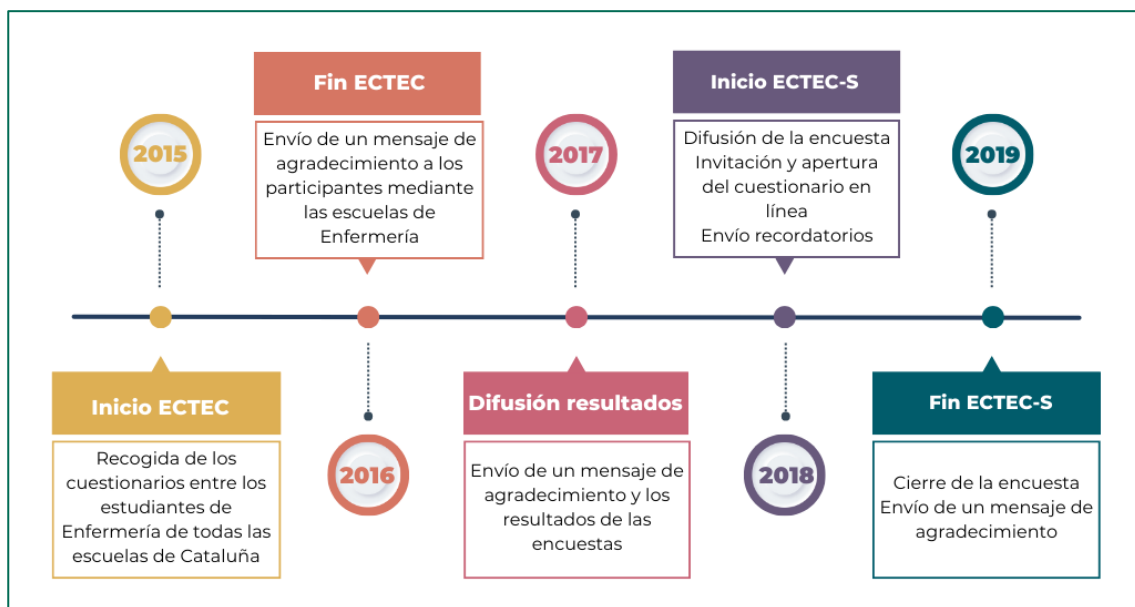 2015
Inicio ECTEC
Recogida de los
cuestionarios entre los
estudiantes de
Enfermería de todas las
escuelas de Cataluña
Fin ECTEC
Envío de un mensaje de
agradecimiento a los
participantes mediante
las escuelas de
Enfermería
2016
2017
Difusión resultados
Envío de un mensaje de
agradecimiento y los
resultados de las
encuestas
Inicio ECTEC-S
Difusión de la encuesta
Invitación y apertura
del cuestionario en
línea
Envío recordatorios
2018
2019
Fin ECTEC-S
Cierre de la encuesta
Envío de un mensaje de
agradecimiento